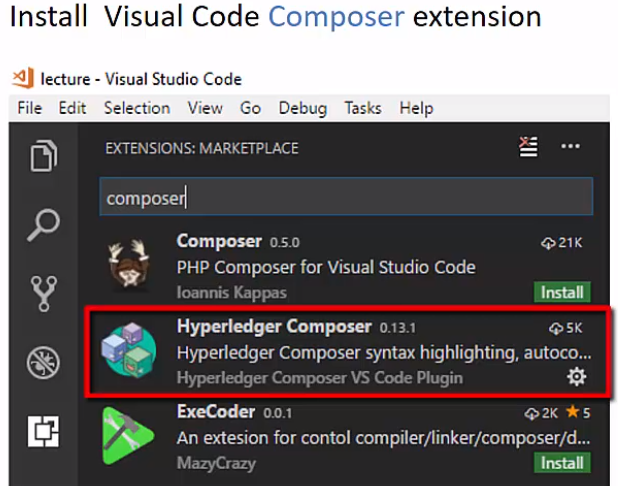 Install Visual Code Composer extension
lecture - Visual Studio Code
File Edit Selection View Go Debug Tasks Help
EXTENSIONS: MARKETPLACE
composer
Composer 0.5.0 21K
PHP Composer for Visual Studio Code
Ioannis Kappas Install
Hyperledger Composer 0.13.1 5K
Hyperledger Composer syntax highlighting, autoco...
Hyperledger Composer VS Code Plugin
ExeCoder 0.0.1 2K 5
An extesion for contol compiler/linker/composer/d...
MazyCrazy Install